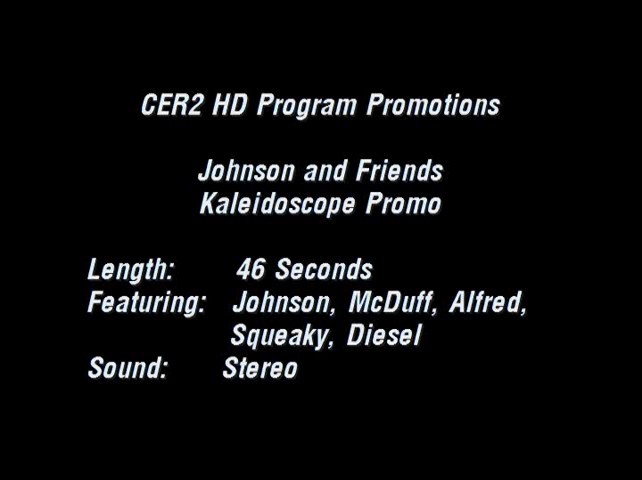 CER2 HD Program Promotions
Johnson and Friends
Kaleidoscope Promo
Length: 46 Seconds
Featuring: Johnson, McDuff, Alfred,
Squeaky, Diesel
Sound: Stereo